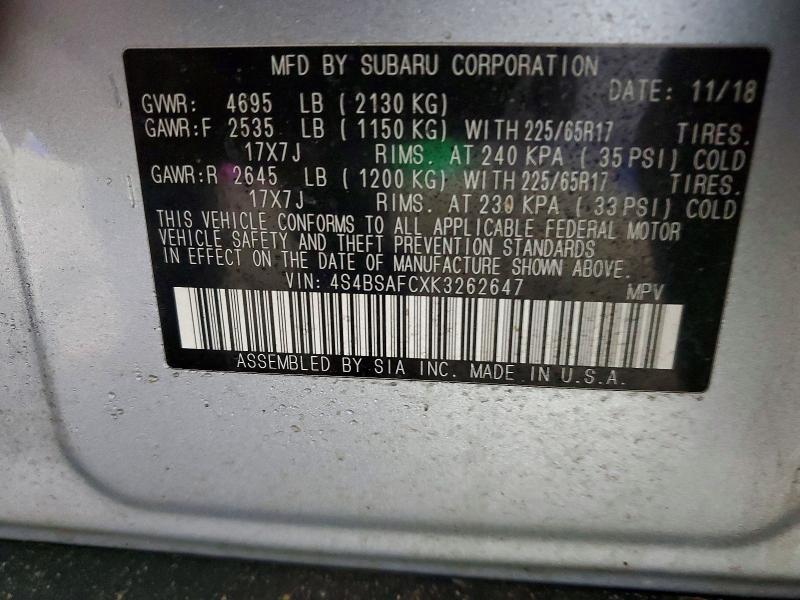 MFD BY SUBARU CORPORATION
DATE: 11/18
GVWR: 4695 LB ( 2130 KG)
GAWR:F 2535 LB ( 1150 KG) WITH 225/65R17 TIRES.
17X7J RIMS. AT 240 KPA ( 35 PSI) COLD
GAWR:R 2645 LB ( 1200 KG) WITH 225/65R17 TIRES.
17X7J RIMS. AT 230 KPA ( 33 PSI) COLD
THIS VEHICLE CONFORMS TO ALL APPLICABLE FEDERAL MOTOR
VEHICLE SAFETY AND THEFT PREVENTION STANDARDS
IN EFFECT ON THE DATE OF MANUFACTURE SHOWN ABOVE.
VIN: 4S4BSAFCXK3262647 MPV
ASSEMBLED BY SIA INC. MADE IN U.S.A.